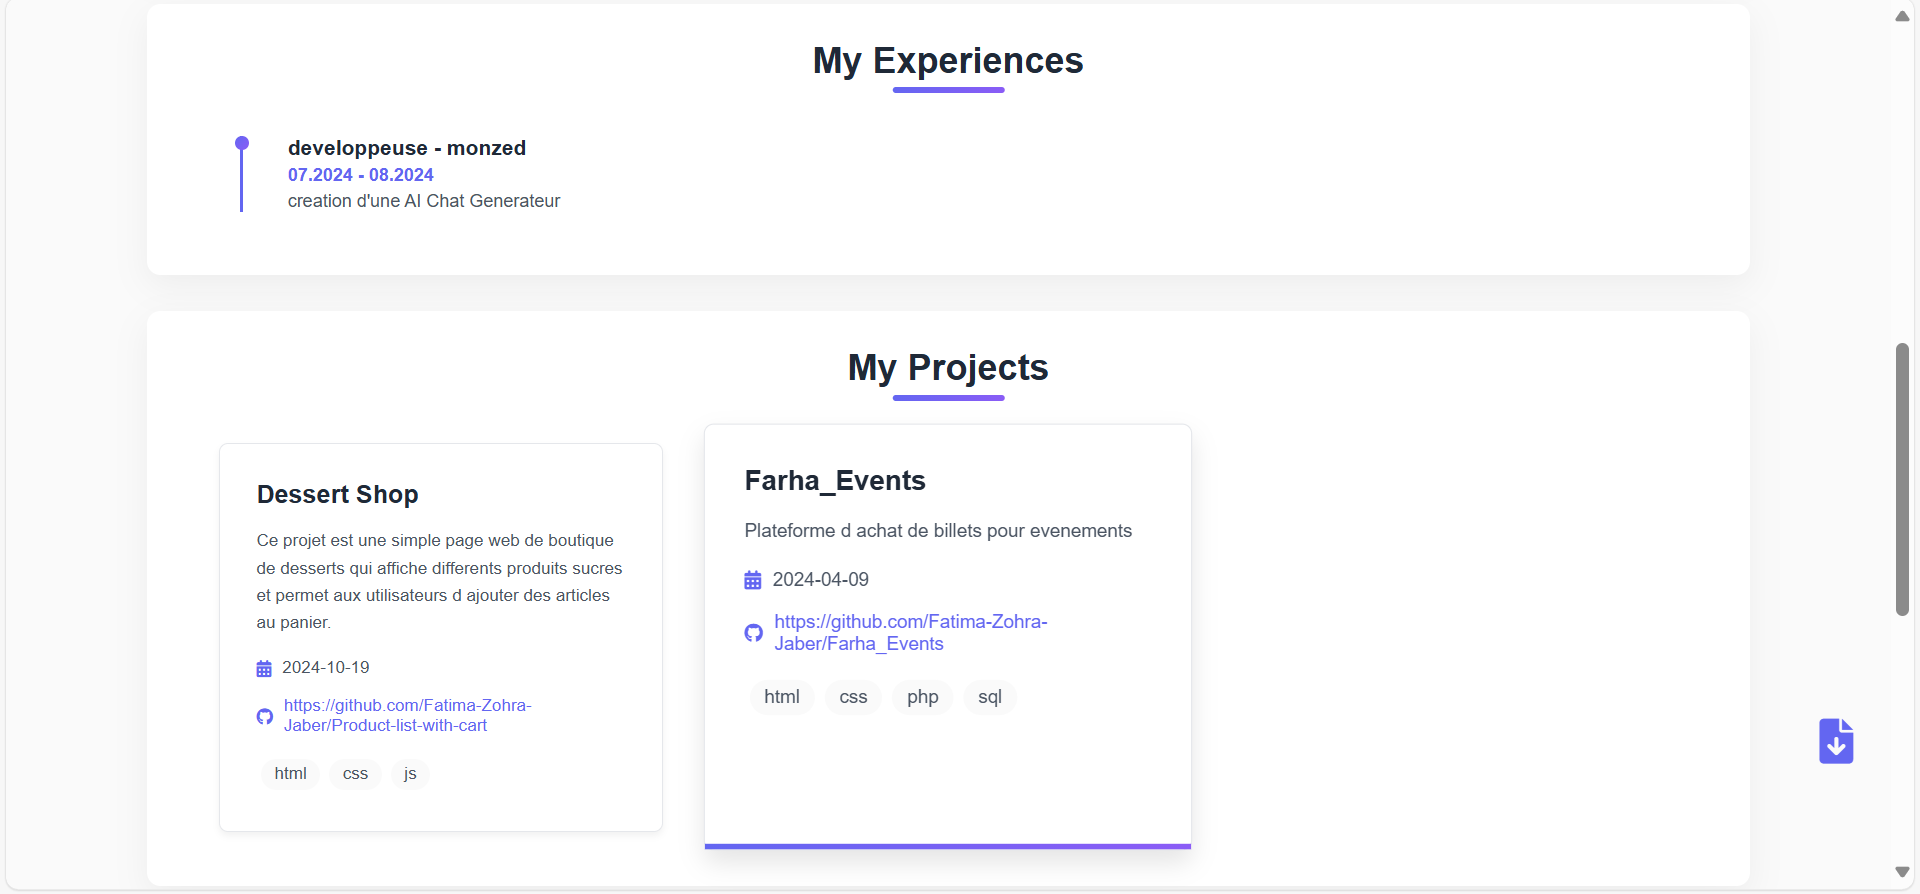 My Experiences
developpeuse - monzed
07.2024 - 08.2024
creation d'une AI Chat Generateur
My Projects
Dessert Shop
Ce projet est une simple page web de boutique
de desserts qui affiche differents produits sucres
et permet aux utilisateurs d ajouter des articles
au panier.
2024-10-19
https://github.com/Fatima-Zohra-
Jaber/Product-list-with-cart
html css js
Farha_Events
Plateforme d achat de billets pour evenements
2024-04-09
https://github.com/Fatima-Zohra-
Jaber/Farha_Events
html css php sql